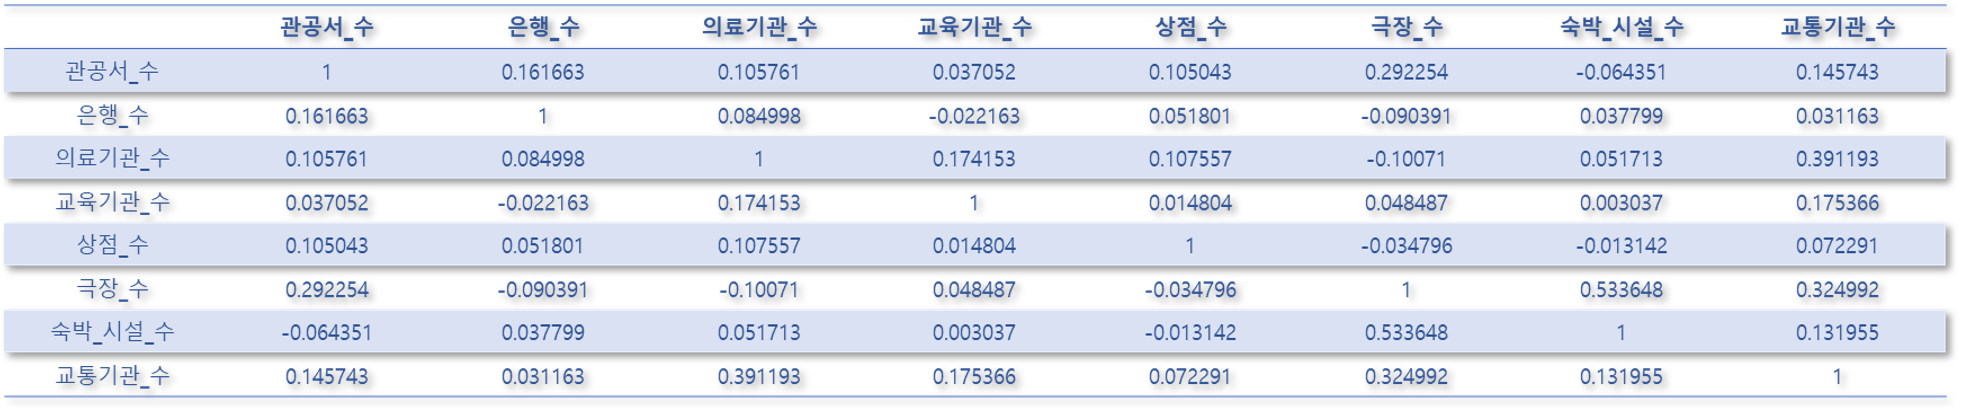 관공서_수 은행_수 의료기관_수 교육기관_수 상점_수 극장_수 숙박_시설_수 교통기관_수
관공서_수 1 0.161663 0.105761 0.037052 0.105043 0.292254 -0.064351 0.145743
은행_수 0.161663 1 0.084998 -0.022163 0.051801 -0.090391 0.037799 0.031163
의료기관_수 0.105761 0.084998 1 0.174153 0.107557 -0.10071 0.051713 0.391193
교육기관_수 0.037052 -0.022163 0.174153 1 0.014804 0.048487 0.003037 0.175366
상점_수 0.105043 0.051801 0.107557 0.014804 1 -0.034796 -0.013142 0.072291
극장_수 0.292254 -0.090391 -0.10071 0.048487 -0.034796 1 0.533648 0.324992
숙박_시설_수 -0.064351 0.037799 0.051713 0.003037 -0.013142 0.533648 1 0.131955
교통기관_수 0.145743 0.031163 0.391193 0.175366 0.072291 0.324992 0.131955 1